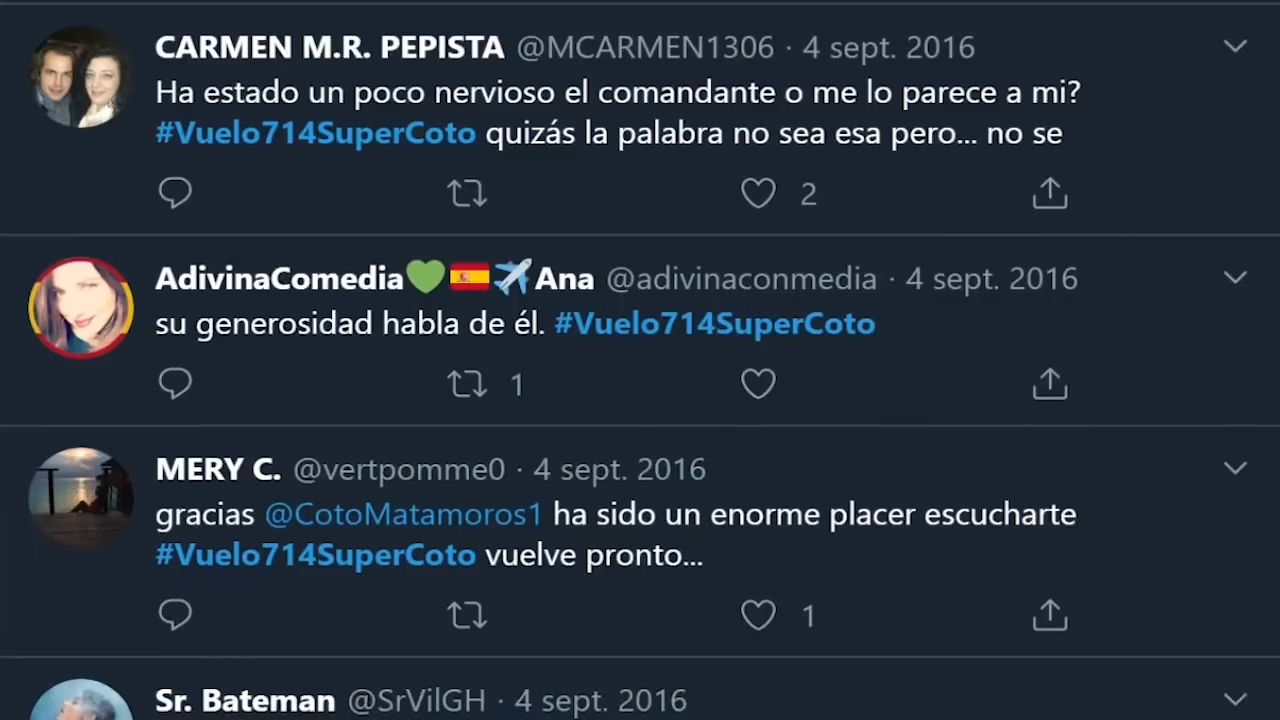 CARMEN M.R. PEPISTA @MCARMEN1306 · 4 sept. 2016
Ha estado un poco nervioso el comandante o me lo parece a mi?
#Vuelo714SuperCoto quizás la palabra no sea esa pero... no se
2
AdivinaComedia💚🇪🇸✈️Ana @adivinaconmedia · 4 sept. 2016
su generosidad habla de él. #Vuelo714SuperCoto
1
MERY C. @vertpomme0 · 4 sept. 2016
gracias @CotoMatamoros1 ha sido un enorme placer escucharte
#Vuelo714SuperCoto vuelve pronto...
1
Sr. Bateman @SrVilGH · 4 sept. 2016